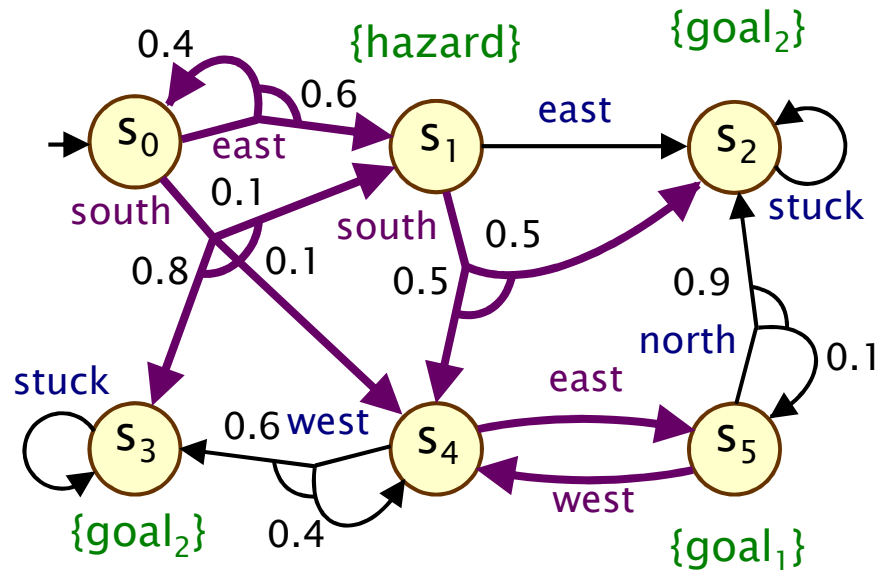 0.4
{hazard}
{goal₂}
0.6
s₀
east
s₁
east
s₂
stuck
south
0.1
south
0.5
0.8
0.1
0.5
0.9
north
0.1
stuck
east
s₃
0.6
west
s₄
s₅
0.4
west
{goal₂}
{goal₁}